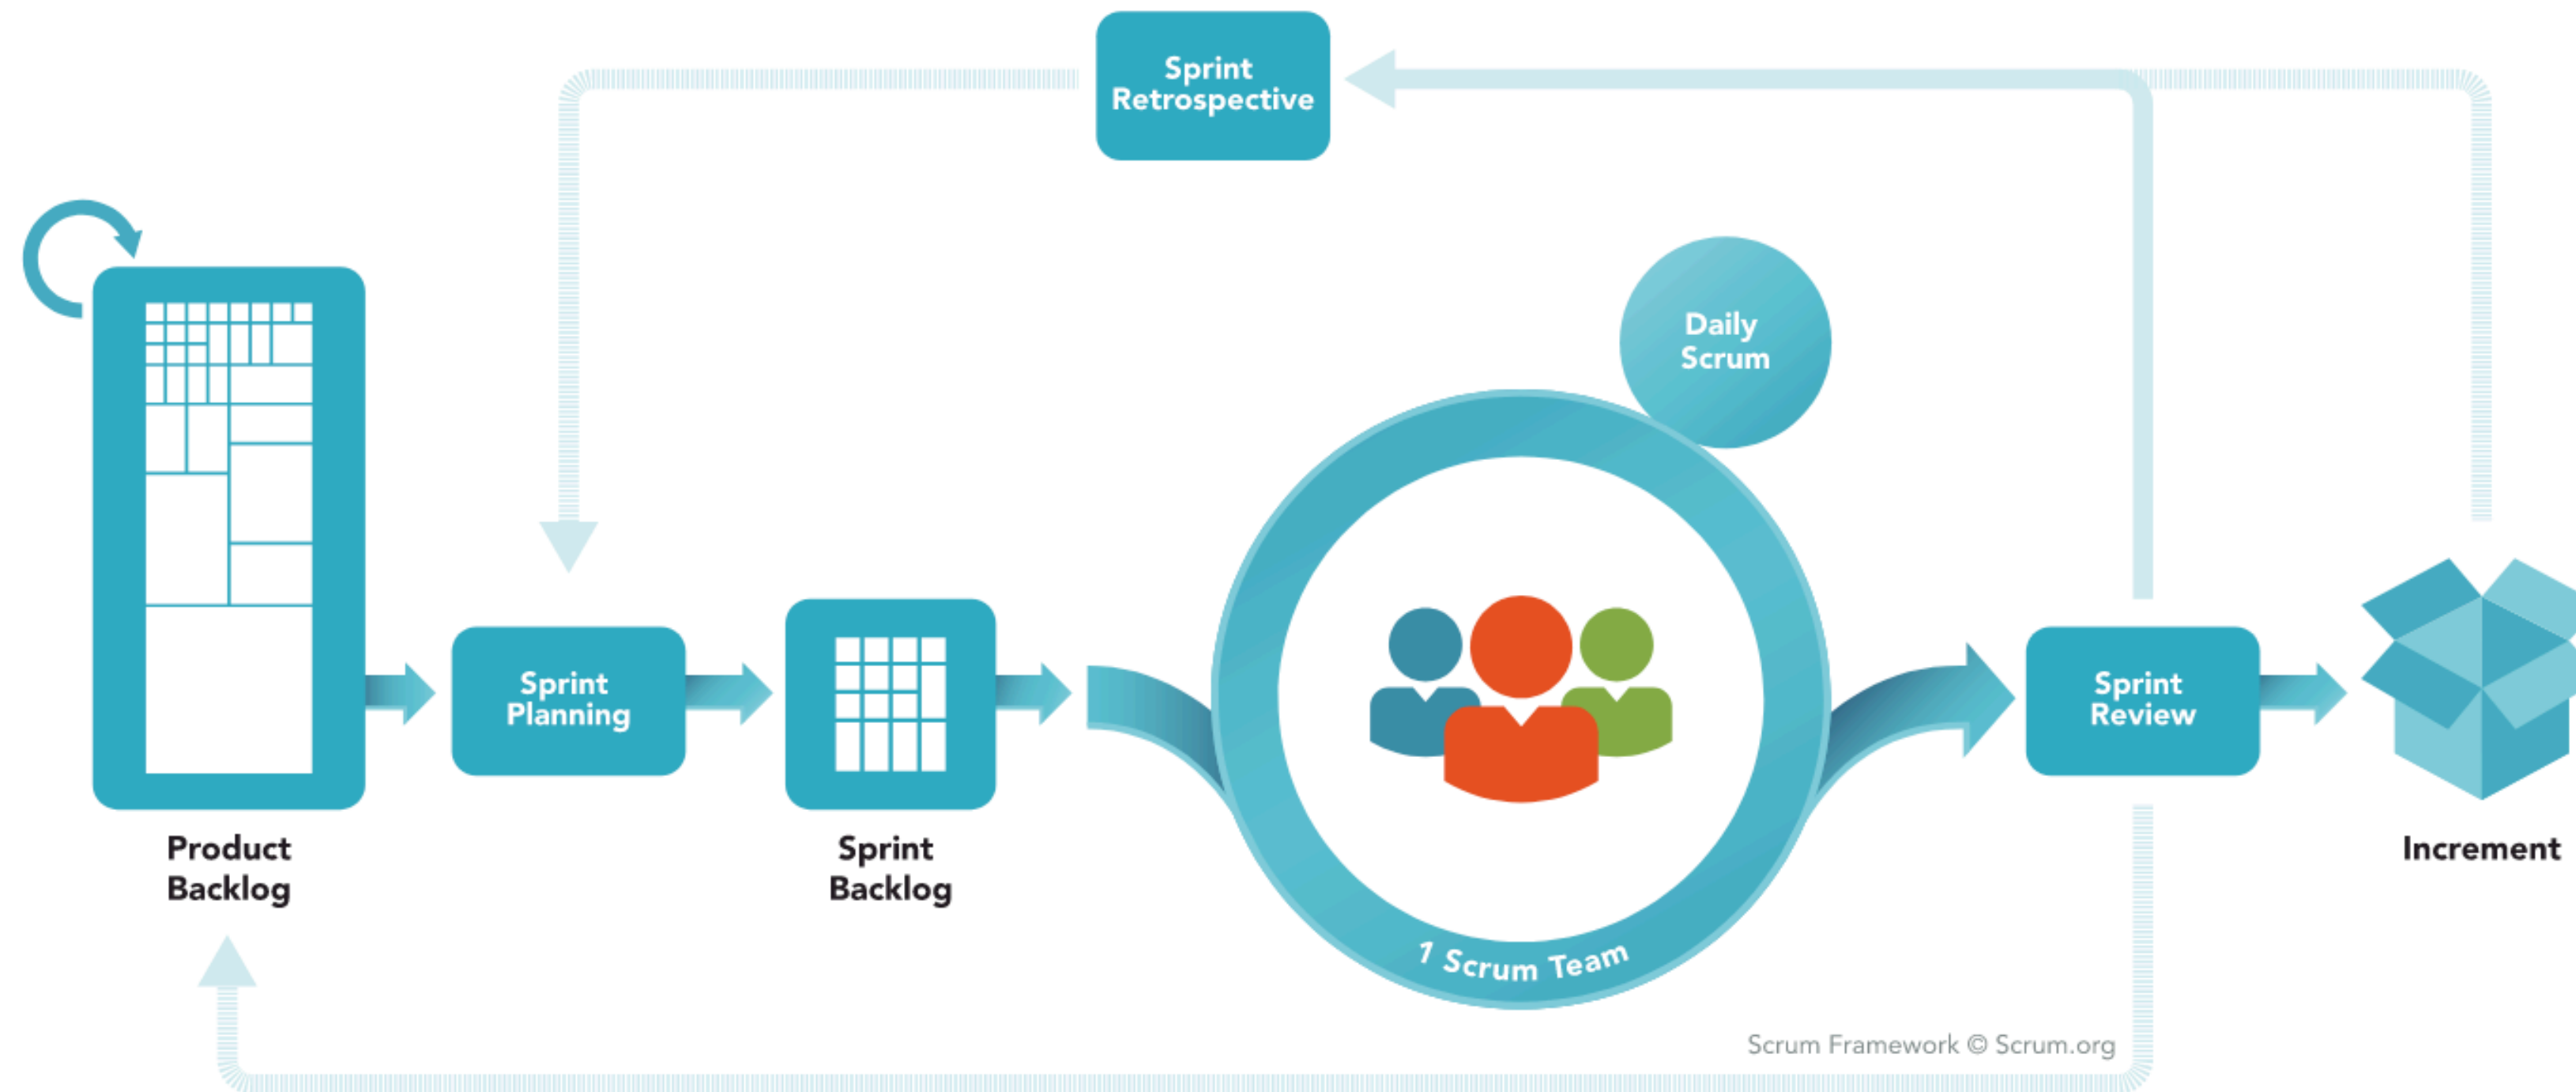 Sprint
Retrospective
Daily
Scrum
Sprint
Planning
Sprint
Review
Product
Backlog
Sprint
Backlog
Increment
1 Scrum Team
Scrum Framework © Scrum.org